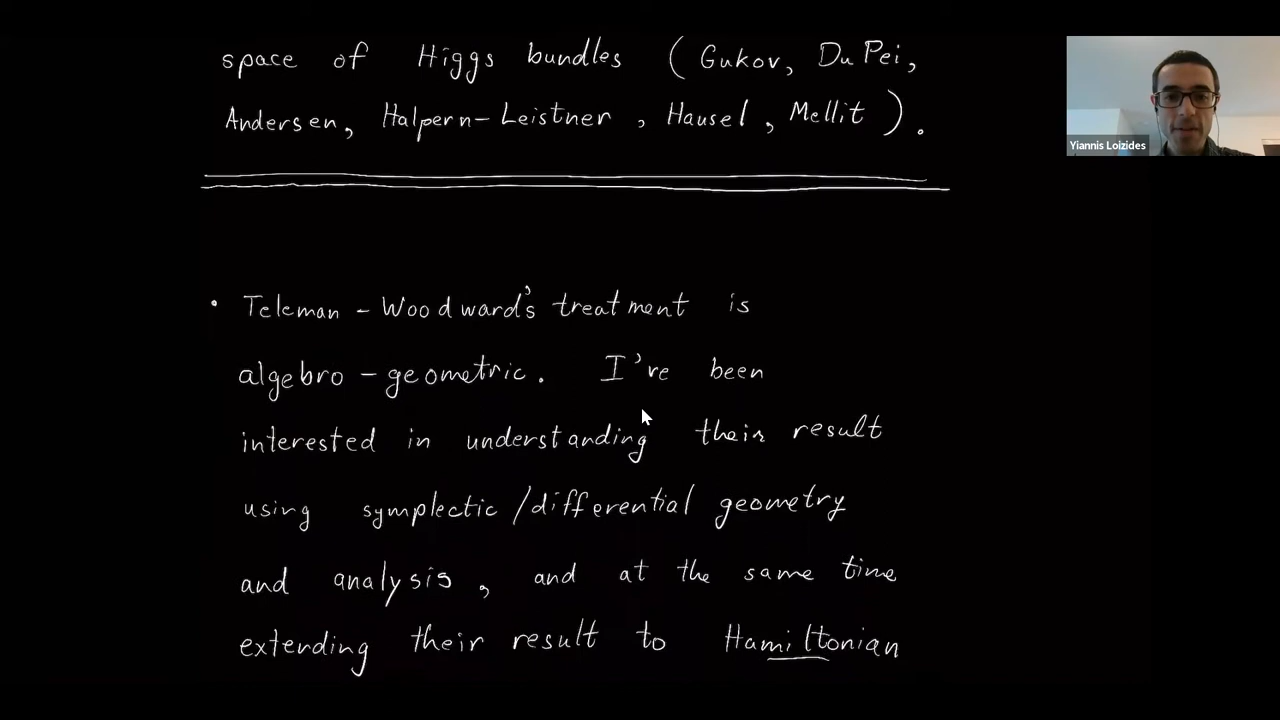 space of Higgs bundles (Gukov, Du Pei,
Andersen, Halpern-Leistner, Hausel, Mellit).
Yiannis Loizides
• Teleman - Woodward's treatment is
algebro - geometric. I've been
interested in understanding their result
using symplectic/differential geometry
and analysis, and at the same time
extending their result to Hamiltonian